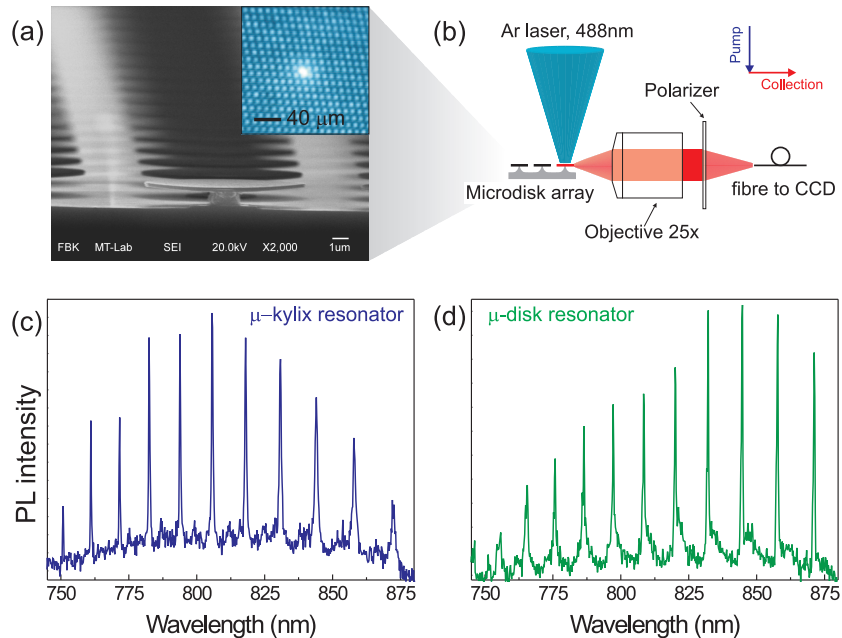 (a)
40 μm
FBK MT-Lab SEI 20.0kV X2,000 1um
(b)
Ar laser, 488nm
Pump
Collection
Polarizer
Microdisk array
fibre to CCD
Objective 25x
(c)
μ–kylix resonator
PL intensity
750 775 800 825 850 875
Wavelength (nm)
(d)
μ-disk resonator
750 775 800 825 850 875
Wavelength (nm)